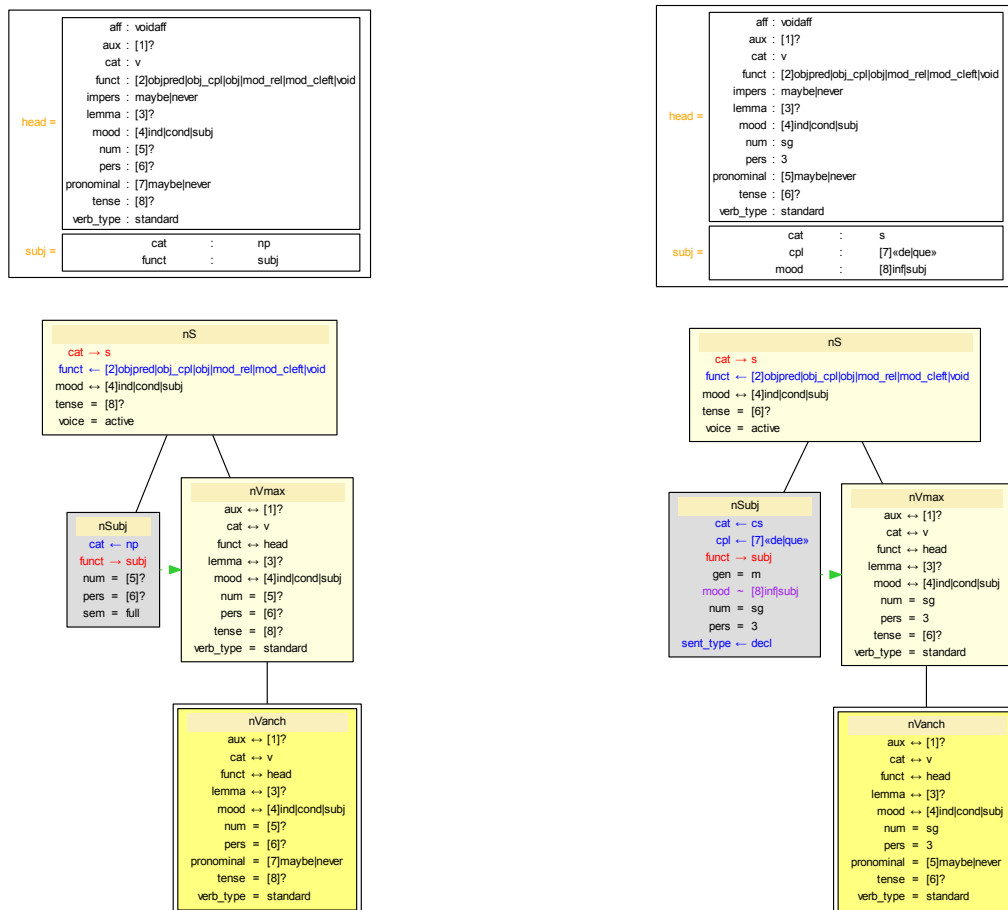 aff : voidaff
aux : [1]?
cat : v
funct : [2]objpred|obj_cpl|obj|mod_rel|mod_cleft|void
impers : maybe|never
head =
lemma : [3]?
mood : [4]ind|cond|subj
num : [5]?
pers : [6]?
pronominal : [7]maybe|never
tense : [8]?
verb_type : standard
subj =
cat : np
funct : subj
nS
cat → s
funct ← [2]objpred|obj_cpl|obj|mod_rel|mod_cleft|void
mood ↔ [4]ind|cond|subj
tense = [8]?
voice = active
nSubj
cat ← np
funct → subj
num = [5]?
pers = [6]?
sem = full
nVmax
aux ↔ [1]?
cat ↔ v
funct ↔ head
lemma ↔ [3]?
mood ↔ [4]ind|cond|subj
num = [5]?
pers = [6]?
tense = [8]?
verb_type = standard
nVanch
aux ↔ [1]?
cat ↔ v
funct ↔ head
lemma ↔ [3]?
mood ↔ [4]ind|cond|subj
num = [5]?
pers = [6]?
pronominal = [7]maybe|never
tense = [8]?
verb_type = standard
aff : voidaff
aux : [1]?
cat : v
funct : [2]objpred|obj_cpl|obj|mod_rel|mod_cleft|void
impers : maybe|never
head =
lemma : [3]?
mood : [4]ind|cond|subj
num : sg
pers : 3
pronominal : [5]maybe|never
tense : [6]?
verb_type : standard
subj =
cat : s
cpl : [7]«de|que»
mood : [8]inf|subj
nS
cat → s
funct ← [2]objpred|obj_cpl|obj|mod_rel|mod_cleft|void
mood ↔ [4]ind|cond|subj
tense = [6]?
voice = active
nSubj
cat ← cs
cpl ← [7]«de|que»
funct → subj
gen = m
mood ~ [8]inf|subj
num = sg
pers = 3
sent_type ← decl
nVmax
aux ↔ [1]?
cat ↔ v
funct ↔ head
lemma ↔ [3]?
mood ↔ [4]ind|cond|subj
num = sg
pers = 3
tense = [6]?
verb_type = standard
nVanch
aux ↔ [1]?
cat ↔ v
funct ↔ head
lemma ↔ [3]?
mood ↔ [4]ind|cond|subj
num = sg
pers = 3
pronominal = [5]maybe|never
tense = [6]?
verb_type = standard